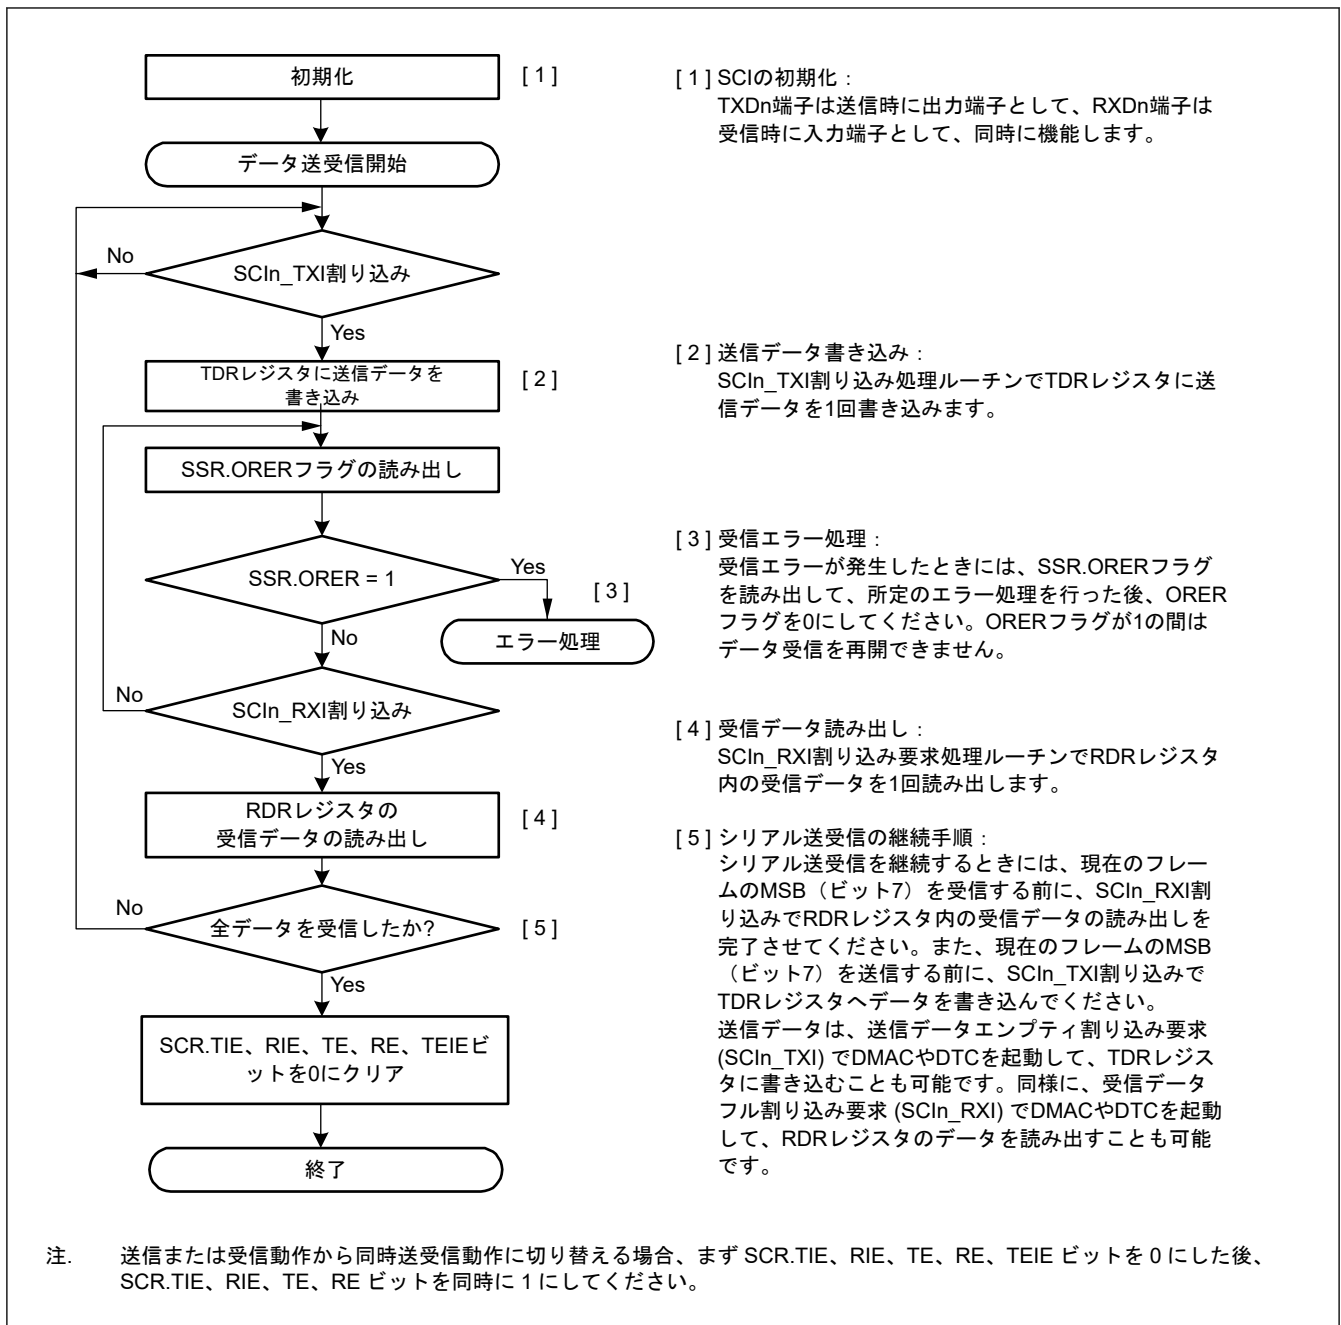 初期化
[ 1 ]
データ送受信開始
No
SCIn_TXI割り込み
Yes
TDRレジスタに送信データを
書き込み
[ 2 ]
SSR.ORERフラグの読み出し
SSR.ORER = 1
Yes
[ 3 ]
エラー処理
No
No
SCIn_RXI割り込み
Yes
RDRレジスタの
受信データの読み出し
[ 4 ]
No
全データを受信したか?
[ 5 ]
Yes
SCR.TIE、RIE、TE、RE、TEIEビ
ットを0にクリア
終了
[ 1 ] SCIの初期化：
TXDn端子は送信時に出力端子として、RXDn端子は
受信時に入力端子として、同時に機能します。
[ 2 ] 送信データ書き込み：
SCIn_TXI割り込み処理ルーチンでTDRレジスタに送
信データを1回書き込みます。
[ 3 ] 受信エラー処理：
受信エラーが発生したときには、SSR.ORERフラグ
を読み出して、所定のエラー処理を行った後、ORER
フラグを0にしてください。ORERフラグが1の間は
データ受信を再開できません。
[ 4 ] 受信データ読み出し：
SCIn_RXI割り込み要求処理ルーチンでRDRレジスタ
内の受信データを1回読み出します。
[ 5 ] シリアル送受信の継続手順：
シリアル送受信を継続するときには、現在のフレー
ムのMSB（ビット7）を受信する前に、SCIn_RXI割
り込みでRDRレジスタ内の受信データの読み出しを
完了させてください。また、現在のフレームのMSB
（ビット7）を送信する前に、SCIn_TXI割り込みで
TDRレジスタへデータを書き込んでください。
送信データは、送信データエンプティ割り込み要求
(SCIn_TXI) でDMACやDTCを起動して、TDRレジス
タに書き込むことも可能です。同様に、受信データ
フル割り込み要求 (SCIn_RXI) でDMACやDTCを起動
して、RDRレジスタのデータを読み出すことも可能
です。
注. 送信または受信動作から同時送受信動作に切り替える場合、まず SCR.TIE、RIE、TE、RE、TEIE ビットを 0 にした後、
SCR.TIE、RIE、TE、RE ビットを同時に 1 にしてください。